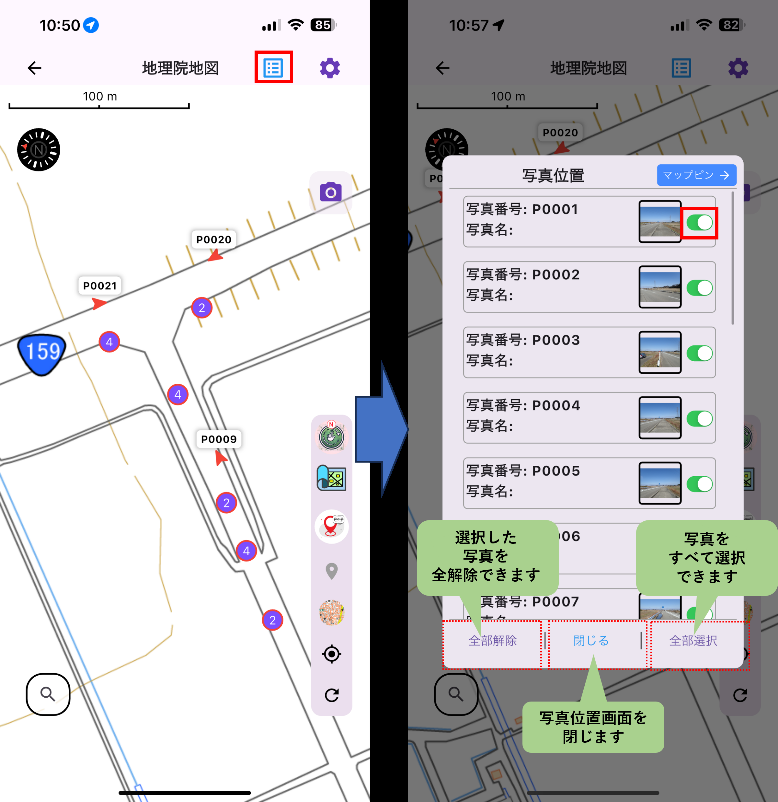 10:50
85
地理院地図
100 m
N
P0020
P0021
2
4
159
4
P0009
2
4
2
10:57
82
地理院地図
100 m
N
P0020
P0
写真位置
マップピン →
写真番号: P0001
写真名:
写真番号: P0002
写真名:
写真番号: P0003
写真名:
写真番号: P0004
写真名:
写真番号: P0005
写真名:
06
写真番号: P0007
選択した
写真を
全解除できます
写真を
すべて選択
できます
全部解除
閉じる
全部選択
写真位置画面を
閉じます